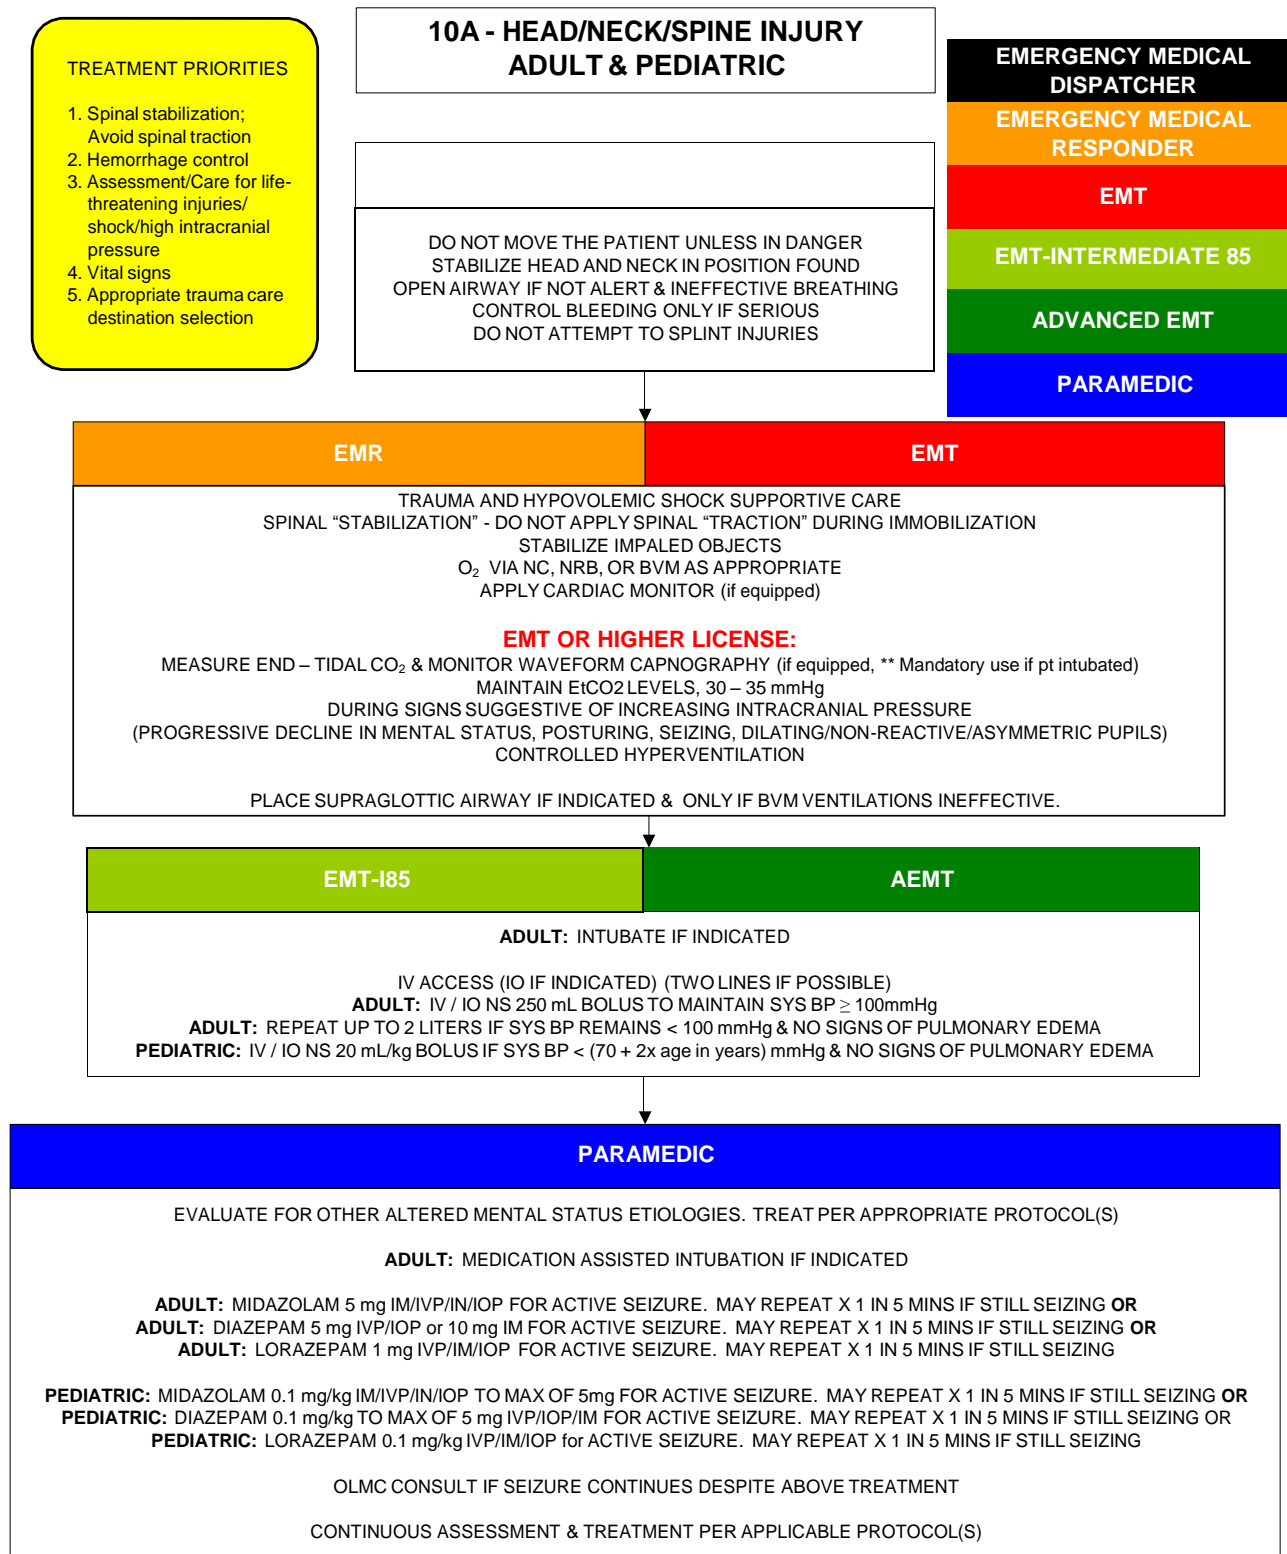 10A - HEAD/NECK/SPINE INJURY
ADULT & PEDIATRIC
TREATMENT PRIORITIES
1. Spinal stabilization;
Avoid spinal traction
2. Hemorrhage control
3. Assessment/Care for life-
threatening injuries/
shock/high intracranial
pressure
4. Vital signs
5. Appropriate trauma care
destination selection
EMERGENCY MEDICAL
DISPATCHER
EMERGENCY MEDICAL
RESPONDER
EMT
EMT-INTERMEDIATE 85
ADVANCED EMT
PARAMEDIC
DO NOT MOVE THE PATIENT UNLESS IN DANGER
STABILIZE HEAD AND NECK IN POSITION FOUND
OPEN AIRWAY IF NOT ALERT & INEFFECTIVE BREATHING
CONTROL BLEEDING ONLY IF SERIOUS
DO NOT ATTEMPT TO SPLINT INJURIES
EMR
EMT
TRAUMA AND HYPOVOLEMIC SHOCK SUPPORTIVE CARE
SPINAL “STABILIZATION” - DO NOT APPLY SPINAL “TRACTION” DURING IMMOBILIZATION
STABILIZE IMPALED OBJECTS
O₂ VIA NC, NRB, OR BVM AS APPROPRIATE
APPLY CARDIAC MONITOR (if equipped)
EMT OR HIGHER LICENSE:
MEASURE END – TIDAL CO₂ & MONITOR WAVEFORM CAPNOGRAPHY (if equipped, ** Mandatory use if pt intubated)
MAINTAIN EtCO2 LEVELS, 30 – 35 mmHg
DURING SIGNS SUGGESTIVE OF INCREASING INTRACRANIAL PRESSURE
(PROGRESSIVE DECLINE IN MENTAL STATUS, POSTURING, SEIZING, DILATING/NON-REACTIVE/ASYMMETRIC PUPILS)
CONTROLLED HYPERVENTILATION
PLACE SUPRAGLOTTIC AIRWAY IF INDICATED & ONLY IF BVM VENTILATIONS INEFFECTIVE.
EMT-I85
AEMT
ADULT: INTUBATE IF INDICATED
IV ACCESS (IO IF INDICATED) (TWO LINES IF POSSIBLE)
ADULT: IV / IO NS 250 mL BOLUS TO MAINTAIN SYS BP ≥ 100mmHg
ADULT: REPEAT UP TO 2 LITERS IF SYS BP REMAINS < 100 mmHg & NO SIGNS OF PULMONARY EDEMA
PEDIATRIC: IV / IO NS 20 mL/kg BOLUS IF SYS BP < (70 + 2x age in years) mmHg & NO SIGNS OF PULMONARY EDEMA
PARAMEDIC
EVALUATE FOR OTHER ALTERED MENTAL STATUS ETIOLOGIES. TREAT PER APPROPRIATE PROTOCOL(S)
ADULT: MEDICATION ASSISTED INTUBATION IF INDICATED
ADULT: MIDAZOLAM 5 mg IM/IVP/IN/IOP FOR ACTIVE SEIZURE. MAY REPEAT X 1 IN 5 MINS IF STILL SEIZING OR
ADULT: DIAZEPAM 5 mg IVP/IOP or 10 mg IM FOR ACTIVE SEIZURE. MAY REPEAT X 1 IN 5 MINS IF STILL SEIZING OR
ADULT: LORAZEPAM 1 mg IVP/IM/IOP FOR ACTIVE SEIZURE. MAY REPEAT X 1 IN 5 MINS IF STILL SEIZING
PEDIATRIC: MIDAZOLAM 0.1 mg/kg IM/IVP/IN/IOP TO MAX OF 5mg FOR ACTIVE SEIZURE. MAY REPEAT X 1 IN 5 MINS IF STILL SEIZING OR
PEDIATRIC: DIAZEPAM 0.1 mg/kg TO MAX OF 5 mg IVP/IOP/IM FOR ACTIVE SEIZURE. MAY REPEAT X 1 IN 5 MINS IF STILL SEIZING OR
PEDIATRIC: LORAZEPAM 0.1 mg/kg IVP/IM/IOP for ACTIVE SEIZURE. MAY REPEAT X 1 IN 5 MINS IF STILL SEIZING
OLMC CONSULT IF SEIZURE CONTINUES DESPITE ABOVE TREATMENT
CONTINUOUS ASSESSMENT & TREATMENT PER APPLICABLE PROTOCOL(S)